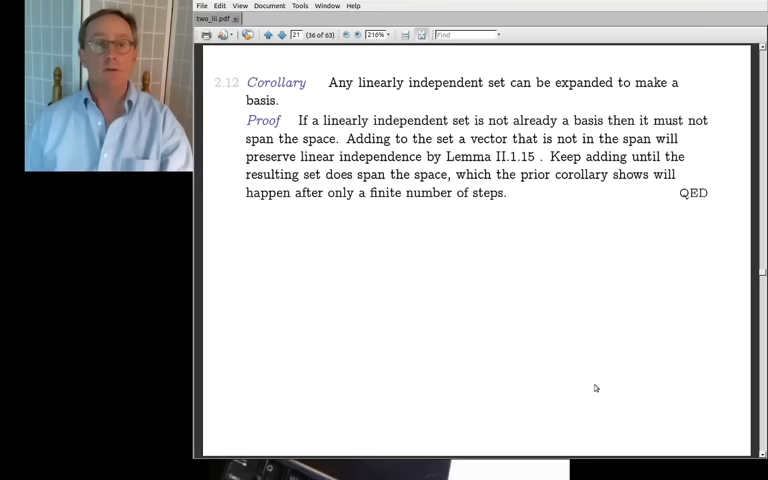 File Edit View Document Tools Window Help
two_iii.pdf
21 (36 of 63) 216% Find
2.12 Corollary Any linearly independent set can be expanded to make a
basis.
Proof If a linearly independent set is not already a basis then it must not
span the space. Adding to the set a vector that is not in the span will
preserve linear independence by Lemma II.1.15 . Keep adding until the
resulting set does span the space, which the prior corollary shows will
happen after only a finite number of steps. QED